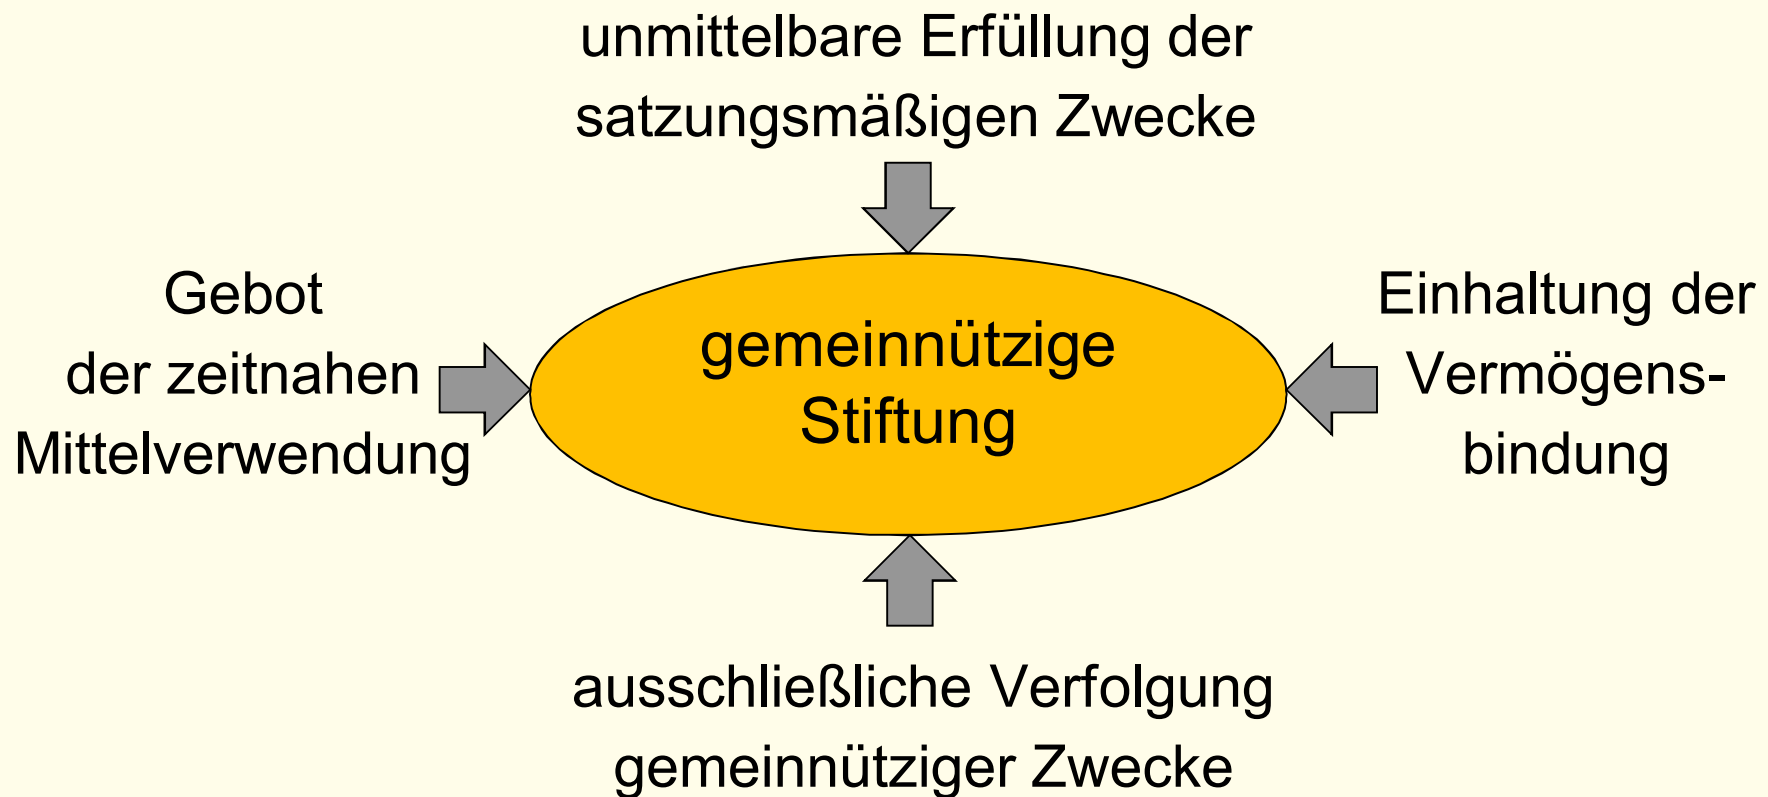 unmittelbare Erfüllung der
satzungsmäßigen Zwecke
Gebot
der zeitnahen
Mittelverwendung
gemeinnützige
Stiftung
Einhaltung der
Vermögens-
bindung
ausschließliche Verfolgung
gemeinnütziger Zwecke